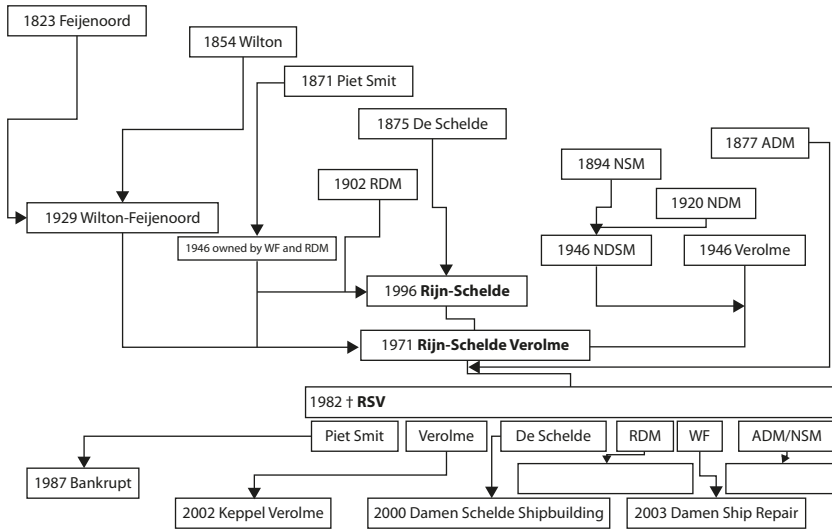 1823 Feijenoord
1854 Wilton
1871 Piet Smit
1875 De Schelde
1877 ADM
1894 NSM
1902 RDM
1920 NDM
1929 Wilton-Feijenoord
1946 owned by WF and RDM
1946 NDSM
1946 Verolme
1996 Rijn-Schelde
1971 Rijn-Schelde Verolme
1982 † RSV
Piet Smit
Verolme
De Schelde
RDM
WF
ADM/NSM
1987 Bankrupt
2002 Keppel Verolme
2000 Damen Schelde Shipbuilding
2003 Damen Ship Repair